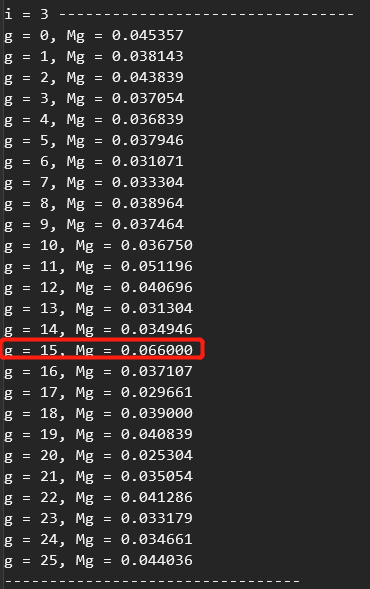 i = 3 ----------------------------------
g = 0, Mg = 0.045357
g = 1, Mg = 0.038143
g = 2, Mg = 0.043839
g = 3, Mg = 0.037054
g = 4, Mg = 0.036839
g = 5, Mg = 0.037946
g = 6, Mg = 0.031071
g = 7, Mg = 0.033304
g = 8, Mg = 0.038964
g = 9, Mg = 0.037464
g = 10, Mg = 0.036750
g = 11, Mg = 0.051196
g = 12, Mg = 0.040696
g = 13, Mg = 0.031304
g = 14, Mg = 0.034946
g = 15, Mg = 0.066000
g = 16, Mg = 0.037107
g = 17, Mg = 0.029661
g = 18, Mg = 0.039000
g = 19, Mg = 0.040839
g = 20, Mg = 0.025304
g = 21, Mg = 0.035054
g = 22, Mg = 0.041286
g = 23, Mg = 0.033179
g = 24, Mg = 0.034661
g = 25, Mg = 0.044036
----------------------------------